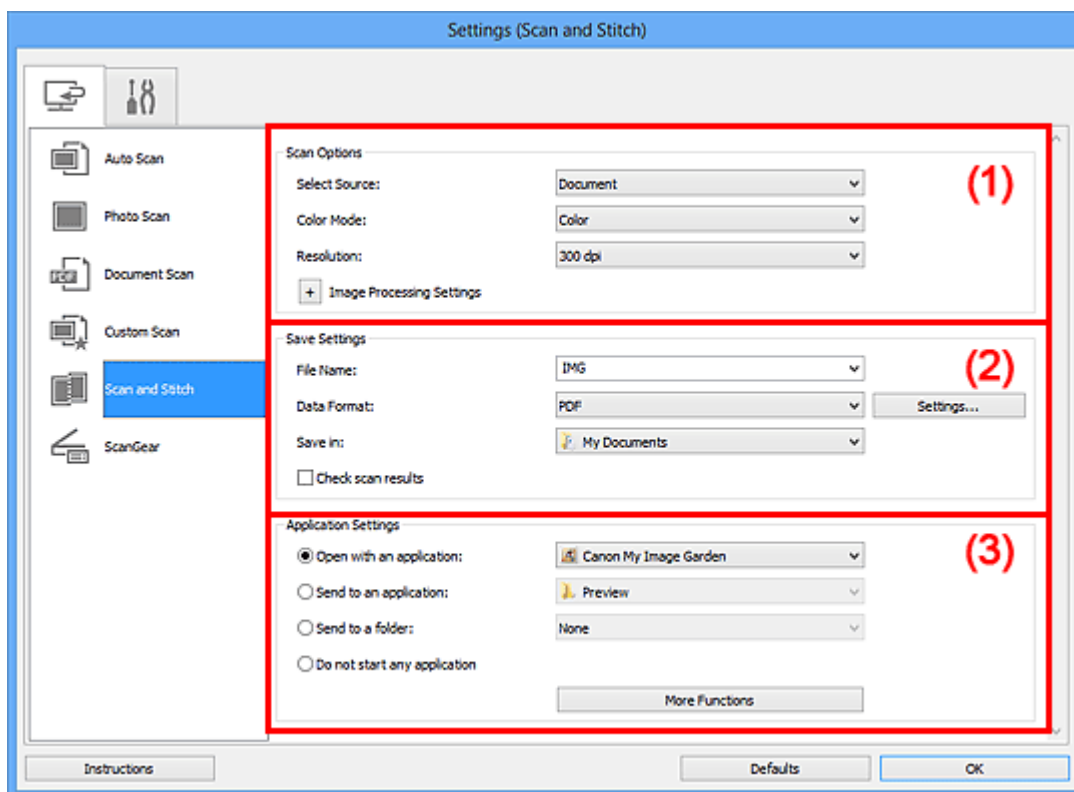 Settings (Scan and Stitch)
Auto Scan
Photo Scan
Document Scan
Custom Scan
Scan and Stitch
ScanGear
(1)
Scan Options
Select Source: Document
Color Mode: Color
Resolution: 300 dpi
+ Image Processing Settings
(2)
Save Settings
File Name: IMG
Data Format: PDF Settings...
Save in: My Documents
Check scan results
(3)
Application Settings
Open with an application: Canon My Image Garden
Send to an application: Preview
Send to a folder: None
Do not start any application
More Functions
Instructions Defaults OK